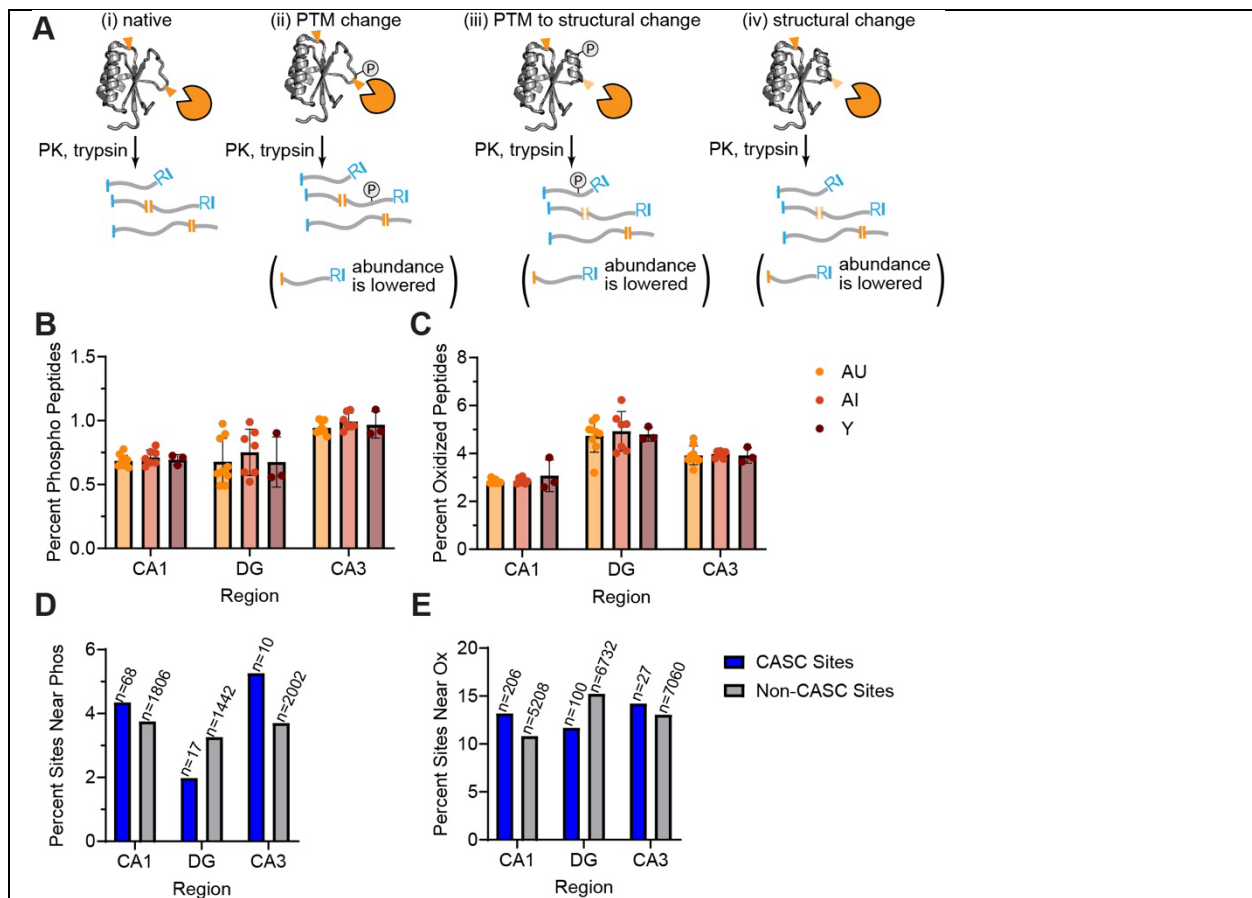 A
(i) native
(ii) PTM change
(iii) PTM to structural change
(iv) structural change
P
P
PK, trypsin
PK, trypsin
PK, trypsin
PK, trypsin
RI
RI
P
RI
RI
P
RI
RI
RI
RI
( RI abundance
is lowered )
( RI abundance
is lowered )
( RI abundance
is lowered )
B
Percent Phospho Peptides
1.5
1.0
0.5
0.0
CA1 DG CA3
Region
C
Percent Oxidized Peptides
8
6
4
2
0
CA1 DG CA3
Region
AU
AI
Y
D
Percent Sites Near Phos
6
4
2
0
n=68
n=1806
n=17
n=1442
n=10
n=2002
CA1 DG CA3
Region
E
Percent Sites Near Ox
20
15
10
5
0
n=206
n=5208
n=100
n=6732
n=27
n=7060
CA1 DG CA3
Region
CASC Sites
Non-CASC Sites